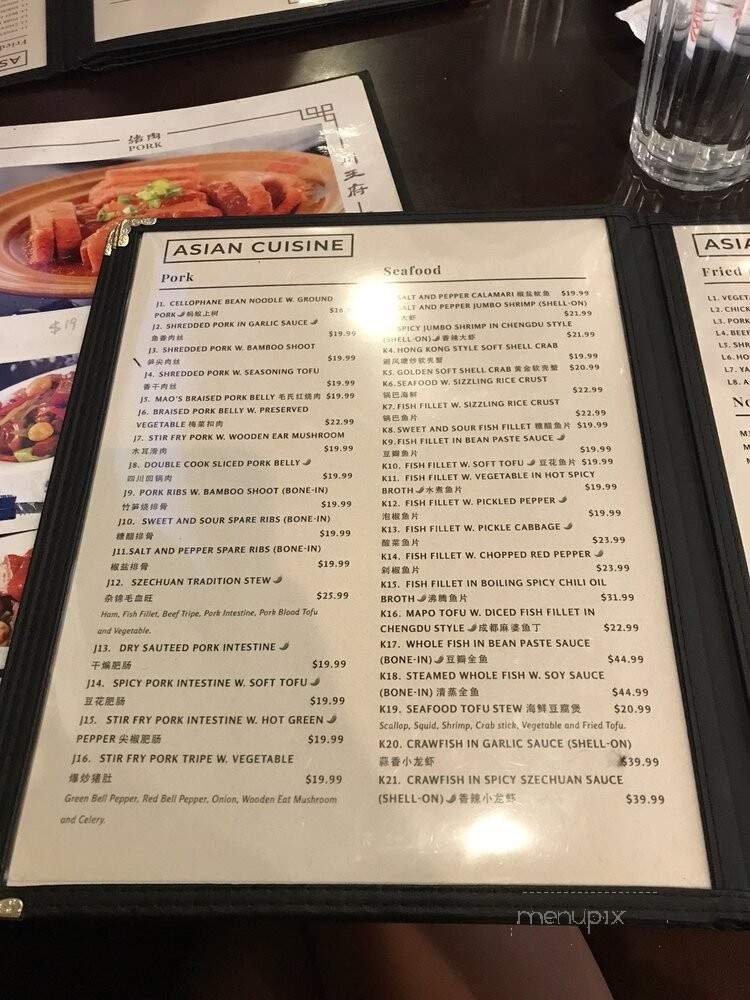 猪肉
PORK
川王府
$19
ASIAN CUISINE
Pork
J1. CELLOPHANE BEAN NOODLE W. GROUND
PORK 蚂蚁上树
J2. SHREDDED PORK IN GARLIC SAUCE
鱼香肉丝 $19.99
J3. SHREDDED PORK W. BAMBOO SHOOT
笋尖肉丝 $19.99
J4. SHREDDED PORK W. SEASONING TOFU
香干肉丝 $19.99
J5. MAO'S BRAISED PORK BELLY 毛氏红烧肉 $19.99
J6. BRAISED PORK BELLY W. PRESERVED
VEGETABLE 梅菜扣肉 $22.99
J7. STIR FRY PORK W. WOODEN EAR MUSHROOM
木耳滑肉 $19.99
J8. DOUBLE COOK SLICED PORK BELLY
四川回锅肉 $19.99
J9. PORK RIBS W. BAMBOO SHOOT (BONE-IN)
竹笋烧排骨 $19.99
J10. SWEET AND SOUR SPARE RIBS (BONE-IN)
糖醋排骨 $19.99
J11.SALT AND PEPPER SPARE RIBS (BONE-IN)
椒盐排骨 $19.99
J12. SZECHUAN TRADITION STEW
杂锦毛血旺 $25.99
Ham, Fish Fillet, Beef Tripe, Pork Intestine, Pork Blood Tofu
and Vegetable.
J13. DRY SAUTEED PORK INTESTINE
干煸肥肠 $19.99
J14. SPICY PORK INTESTINE W. SOFT TOFU
豆花肥肠 $19.99
J15. STIR FRY PORK INTESTINE W. HOT GREEN
PEPPER 尖椒肥肠 $19.99
J16. STIR FRY PORK TRIPE W. VEGETABLE
爆炒猪肚 $19.99
Green Bell Pepper, Red Bell Pepper, Onion, Wooden Eat Mushroom
and Celery.
Seafood
SALT AND PEPPER CALAMARI 椒盐鱿鱼 $19.99
SALT AND PEPPER JUMBO SHRIMP (SHELL-ON)
大虾 $21.99
SPICY JUMBO SHRIMP IN CHENGDU STYLE
(SHELL-ON) 香辣大虾 $21.99
K4. HONG KONG STYLE SOFT SHELL CRAB
避风塘炒软壳蟹 $19.99
K5. GOLDEN SOFT SHELL CRAB 黄金软壳蟹 $20.99
K6.SEAFOOD W. SIZZLING RICE CRUST
锅巴海鲜 $22.99
K7. FISH FILLET W. SIZZLING RICE CRUST
锅巴鱼片 $22.99
K8. SWEET AND SOUR FISH FILLET 糖醋鱼片 $19.99
K9.FISH FILLET IN BEAN PASTE SAUCE
豆瓣鱼片 $19.99
K10. FISH FILLET W. SOFT TOFU 豆花鱼片 $19.99
K11. FISH FILLET W. VEGETABLE IN HOT SPICY
BROTH 水煮鱼片 $19.99
K12. FISH FILLET W. PICKLED PEPPER
泡椒鱼片 $19.99
K13. FISH FILLET W. PICKLE CABBAGE
酸菜鱼片 $23.99
K14. FISH FILLET W. CHOPPED RED PEPPER
剁椒鱼片 $23.99
K15. FISH FILLET IN BOILING SPICY CHILI OIL
BROTH 沸腾鱼片 $31.99
K16. MAPO TOFU W. DICED FISH FILLET IN
CHENGDU STYLE 成都麻婆鱼丁 $22.99
K17. WHOLE FISH IN BEAN PASTE SAUCE
(BONE-IN) 豆瓣全鱼 $44.99
K18. STEAMED WHOLE FISH W. SOY SAUCE
(BONE-IN) 清蒸全鱼 $44.99
K19. SEAFOOD TOFU STEW 海鲜豆腐煲 $20.99
Scallop, Squid, Shrimp, Crab stick, Vegetable and Fried Tofu.
K20. CRAWFISH IN GARLIC SAUCE (SHELL-ON)
蒜香小龙虾 $39.99
K21. CRAWFISH IN SPICY SZECHUAN SAUCE
(SHELL-ON) 香辣小龙虾 $39.99
ASIA
Fried
L1. VEGET
L2. CHICK
L3. PORK
L4. BEEF
L5. SHR
L6. HO
L7. YA
L8. A
No
menupix